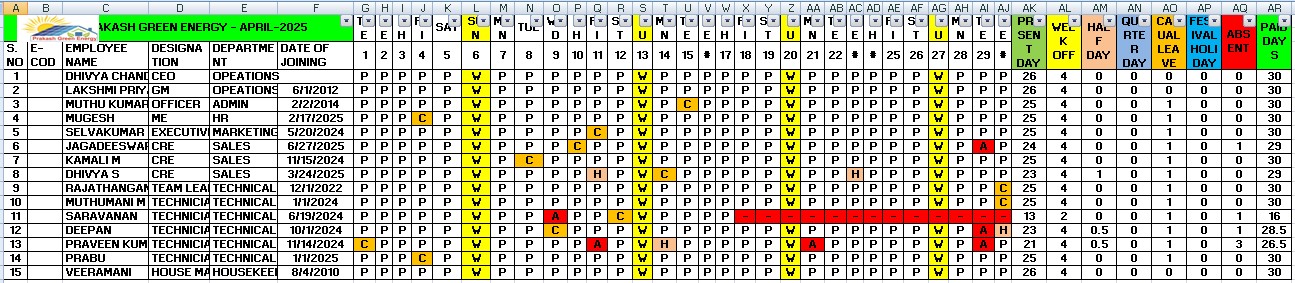 A B C D E F G H I J K L M N O P Q R S T U V W X Y Z AA AB AC AD AE AF AG AH AI AJ AK AL AM AN AO AP AQ AR
Prakash Green Energy
AKASH GREEN ENERGY - APRIL-2025 SAT TUE PRESENT DAY WEEK OFF HALF DAY QUARTER DAY CASUAL LEAVE FESTIVAL HOLIDAY ABSENT PAID DAYS
S. NO E-COD EMPLOYEE NAME DESIGNATION DEPARTMENT DATE OF JOINING 1 2 3 4 5 6 7 8 9 10 11 12 13 14 15 # 17 18 19 20 21 22 # # 25 26 27 28 29 #
1 DHIVYA CHAND CEO OPEATIONS P P P P P W P P P P P P W P P P P P P W P P P P P P W P P P 26 4 0 0 0 0 0 30
2 LAKSHMI PRIY GM OPEATIONS 6/1/2012 P P P P P W P P P P P P W P P P P P P W P P P P P P W P P P 26 4 0 0 0 0 0 30
3 MUTHU KUMAR OFFICER ADMIN 2/2/2014 P P P P P W P P P P P P W P C P P P P W P P P P P P W P P P 25 4 0 0 1 0 0 30
4 MUGESH ME HR 2/17/2025 P P P C P W P P P P P P W P P P P P P W P P P P P P W P P P 25 4 0 0 1 0 0 30
5 SELVAKUMAR EXECUTIV MARKETING 5/20/2024 P P P P P W P P P P C P W P P P P P P W P P P P P P W P P P 25 4 0 0 1 0 0 30
6 JAGADEESWAR CRE SALES 6/27/2025 P P P P P W P P P C P P W P P P P P P W P P P P P P W P A P 24 4 0 0 1 0 1 29
7 KAMALI M CRE SALES 11/15/2024 P P P P P W P C P P P P W P P P P P P W P P P P P P W P P P 25 4 0 0 1 0 0 30
8 DHIVYA S CRE SALES 3/24/2025 P P P P P W P P P P H P W C P P P P P W P P H P P P W P P P 23 4 1 0 1 0 0 29
9 RAJATHANGAN TEAM LEA TECHNICAL 12/1/2022 P P P P P W P P P P P P W P P P P P P W P P P P P P W P P C 25 4 0 0 1 0 0 30
10 MUTHUMANI M TECHNICIA TECHNICAL 1/1/2024 P P P P P W P P P P P P W P P P P P P W P P P P P P W P P C 25 4 0 0 1 0 0 30
11 SARAVANAN TECHNICIA TECHNICAL 6/19/2024 P P P P P W P P A P P C W P P P P - - - - - - - - - - - - - 13 2 0 0 1 0 1 16
12 DEEPAN TECHNICIA TECHNICAL 10/1/2024 P P P P P W P P C P P P W P P P P P P W P P P P P P W P A H 23 4 0.5 0 1 0 1 28.5
13 PRAVEEN KUM TECHNICIA TECHNICAL 11/14/2024 C P P P P W P P P P A P W H P P P P P W A P P P P P W P A P 21 4 0.5 0 1 0 3 26.5
14 PRABU TECHNICIA TECHNICAL 1/1/2025 P P P C P W P P P P P P W P P P P P P W P P P P P P W P P P 25 4 0 0 1 0 0 30
15 VEERAMANI HOUSE MA HOUSEKEE 8/4/2010 P P P P P W P P P P P P W P P P P P P W P P P P P P W P P P 26 4 0 0 0 0 0 30